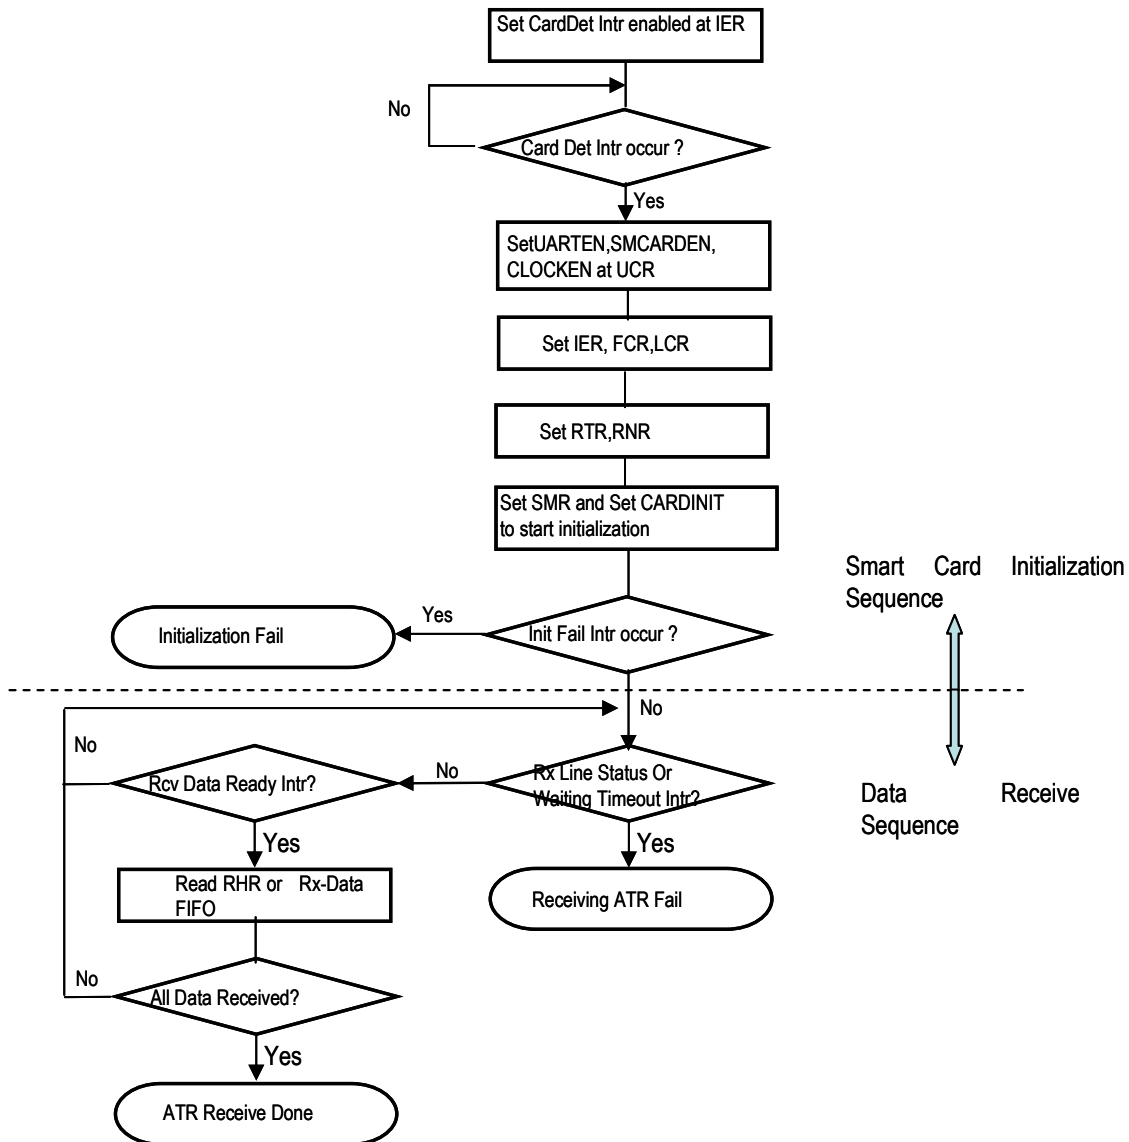 Set CardDet Intr enabled at IER
No
Card Det Intr occur ?
Yes
SetUARTEN,SMCARDEN,
CLOCKEN at UCR
Set IER, FCR,LCR
Set RTR,RNR
Set SMR and Set CARDINIT
to start initialization
Smart Card Initialization
Sequence
Yes
Initialization Fail
Init Fail Intr occur ?
No
No
Rcv Data Ready Intr?
No
Rx Line Status Or
Waiting Timeout Intr?
Data Receive
Sequence
Yes
Yes
Read RHR or Rx-Data
FIFO
Receiving ATR Fail
No
All Data Received?
Yes
ATR Receive Done